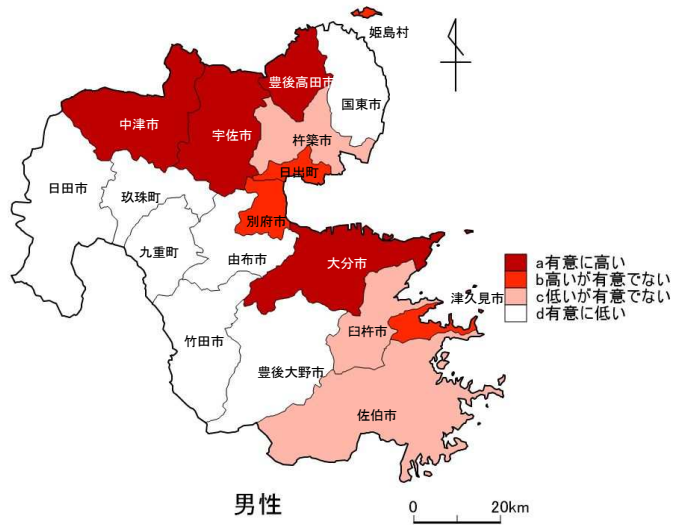 姫島村
豊後高田市
国東市
中津市
宇佐市
杵築市
日出町
日田市
玖珠町
別府市
九重町
由布市
大分市
a有意に高い
b高いが有意でない
c低いが有意でない
d有意に低い
津久見市
臼杵市
竹田市
豊後大野市
佐伯市
男性
0 20km